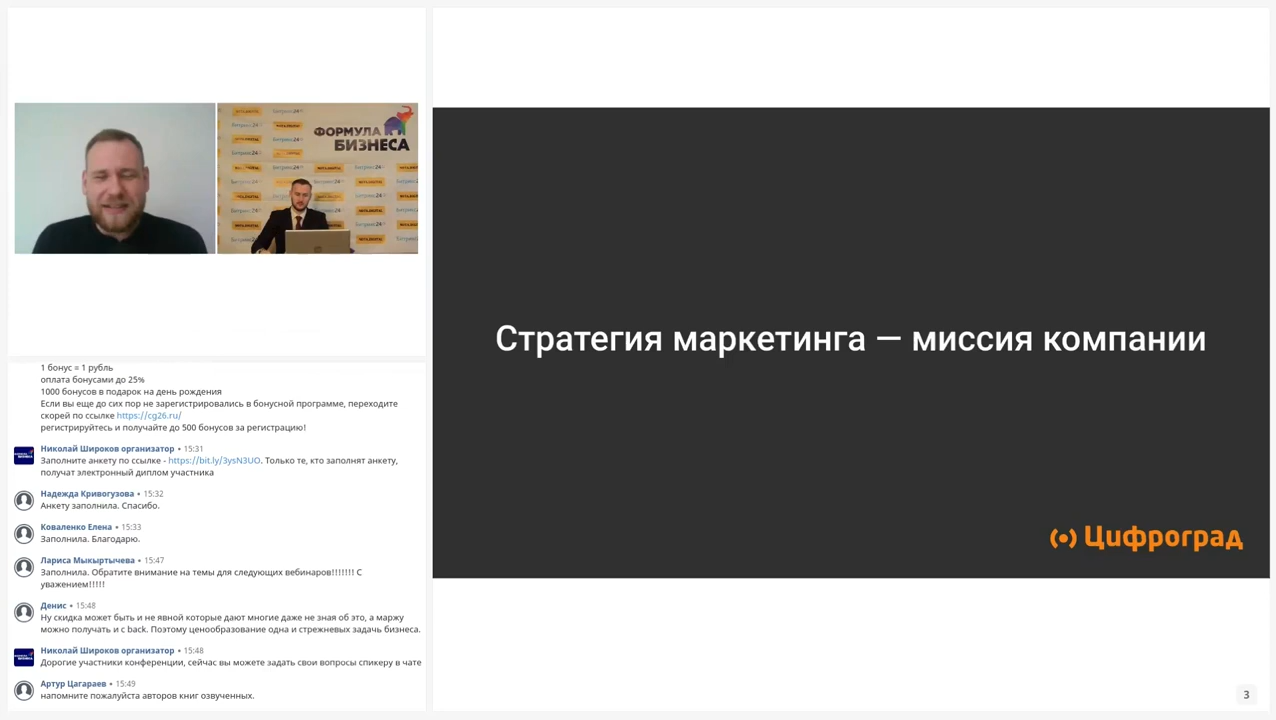 ФОРМУЛА
БИЗНЕСА
Битрикс24
Стратегия маркетинга — миссия компании
Цифроград
3
1 бонус = 1 рубль
оплата бонусами до 25%
1000 бонусов в подарок на день рождения
Если вы еще до сих пор не зарегистрировались в бонусной программе, переходите
скорей по ссылке https://cg26.ru/
регистрируйтесь и получайте до 500 бонусов за регистрацию!
Николай Широков организатор • 15:31
Заполните анкету по ссылке - https://bit.ly/3ysN3UO. Только те, кто заполнят анкету,
получат электронный диплом участника
Надежда Кривогузова • 15:32
Анкету заполнила. Спасибо.
Коваленко Елена • 15:33
Заполнила. Благодарю.
Лариса Мыкыртычева • 15:47
Заполнила. Обратите внимание на темы для следующих вебинаров!!!!!!! С
уважением!!!!!
Денис • 15:48
Ну скидка может быть и не явной которые дают многие даже не зная об это, а маржу
можно получать и с back. Поэтому ценообразование одна и стрежневых задачь бизнеса.
Николай Широков организатор • 15:48
Дорогие участники конференции, сейчас вы можете задать свои вопросы спикеру в чате
Артур Цагараев • 15:49
напомните пожалуйста авторов книг озвученных.